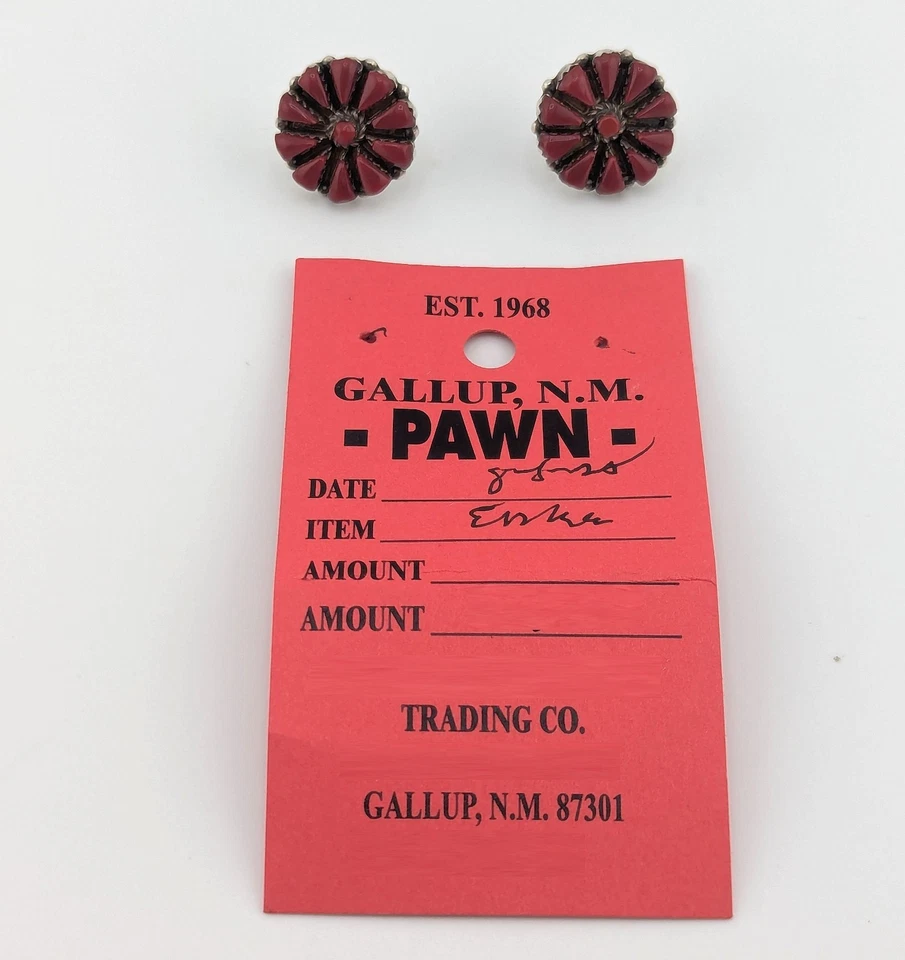 EST. 1968
GALLUP, N.M.
- PAWN -
DATE
ITEM
AMOUNT
AMOUNT
TRADING CO.
GALLUP, N.M. 87301